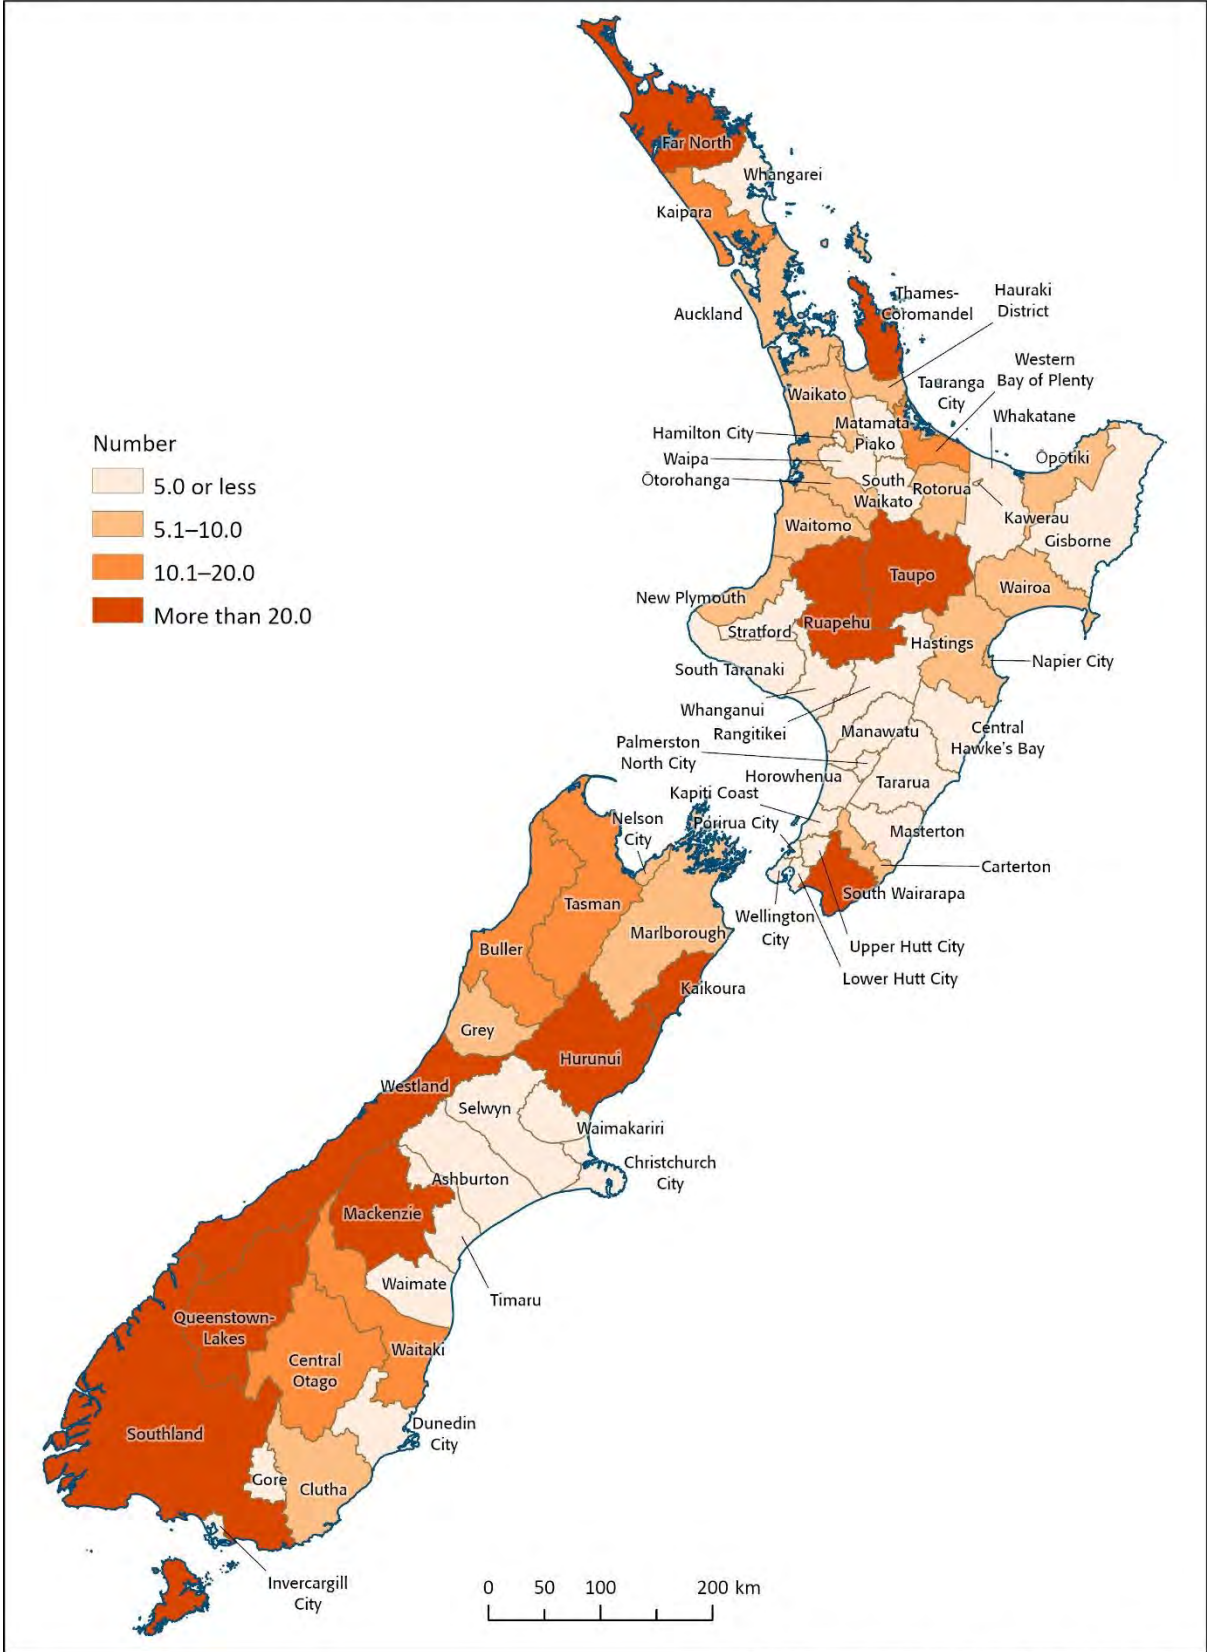 Far North
Whangarei
Kaipara
Auckland
Thames-
Coromandel
Hauraki
District
Western
Bay of Plenty
Tauranga
City
Whakatane
Waikato
Matamata-
Piako
Hamilton City
Waipa
Ōtorohanga
South
Waikato
Rotorua
Ōpōtiki
Kawerau
Gisborne
Waitomo
Taupo
Wairoa
New Plymouth
Ruapehu
Stratford
Hastings
Napier City
South Taranaki
Whanganui
Rangitikei
Manawatu
Central
Hawke's Bay
Palmerston
North City
Horowhenua
Tararua
Kapiti Coast
Porirua City
Masterton
Carterton
South Wairarapa
Wellington
City
Upper Hutt City
Lower Hutt City
Number
5.0 or less
5.1–10.0
10.1–20.0
More than 20.0
Nelson
City
Tasman
Marlborough
Buller
Kaikoura
Grey
Hurunui
Westland
Selwyn
Waimakariri
Christchurch
City
Ashburton
Mackenzie
Waimate
Timaru
Queenstown-
Lakes
Waitaki
Central
Otago
Dunedin
City
Southland
Gore
Clutha
Invercargill
City
0 50 100 200 km